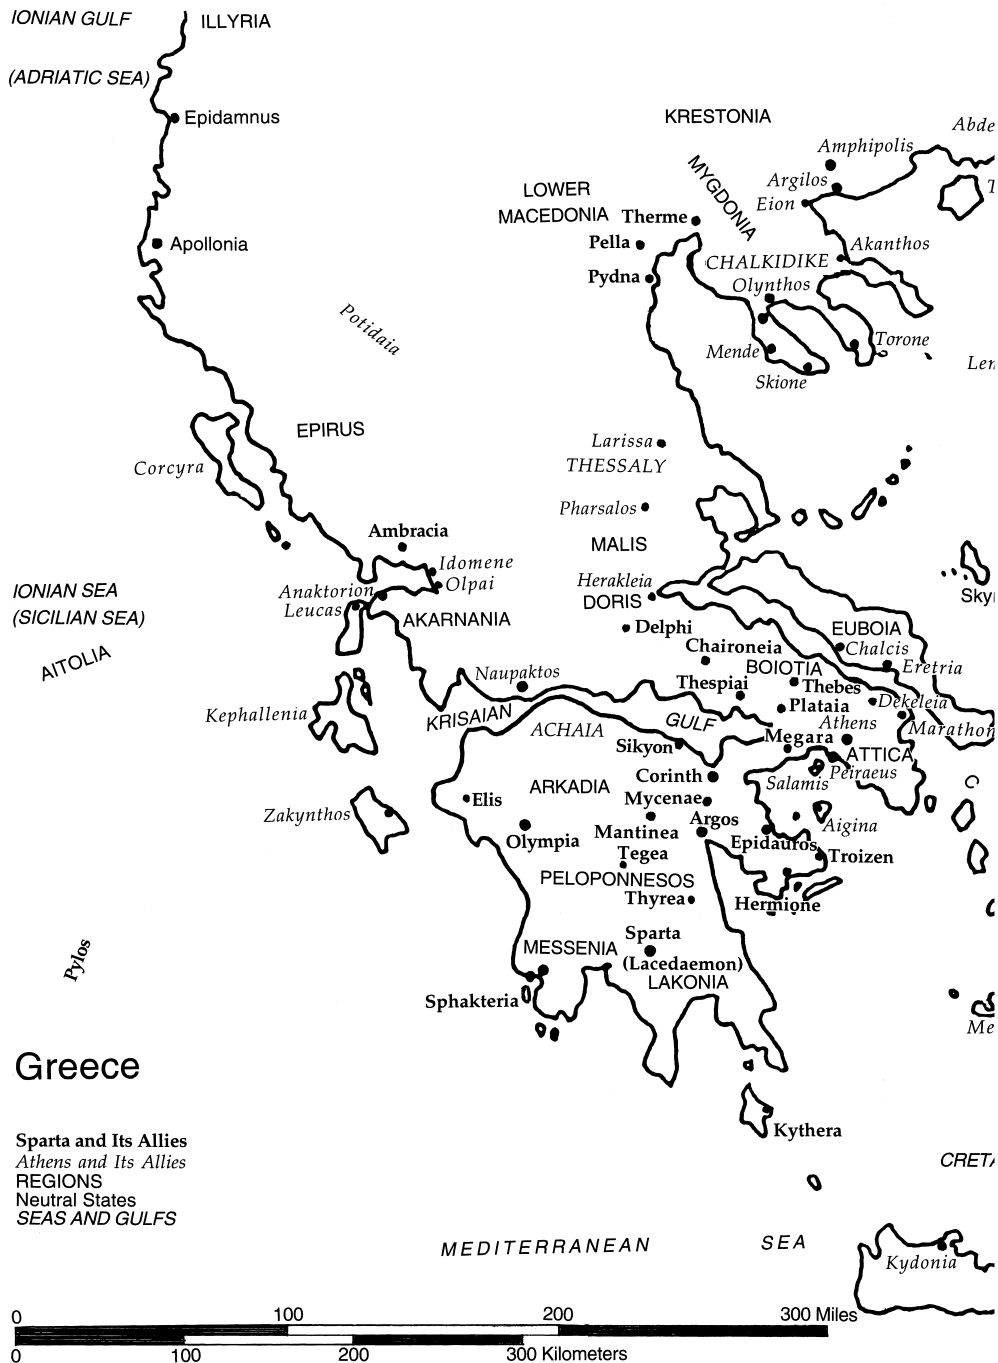 IONIAN GULF
ILLYRIA
(ADRIATIC SEA)
Epidamnus
KRESTONIA
Abde
Amphipolis
MYGDONIA
Argilos
T
LOWER
MACEDONIA
Eion
Therme
Apollonia
Pella
Akanthos
CHALKIDIKE
Pydna
Olynthos
Potidaia
Torone
Mende
Len
Skione
EPIRUS
Larissa
Corcyra
THESSALY
Pharsalos
Ambracia
MALIS
Idomene
Herakleia
Olpai
IONIAN SEA
Anaktorion
DORIS
Skyr
(SICILIAN SEA)
Leucas
AKARNANIA
Delphi
EUBOIA
Chaironeia
Chalcis
AITOLIA
BOIOTIA
Eretria
Naupaktos
Thespiai
Thebes
Dekeleia
Plataia
Kephallenia
KRISAIAN
GULF
Athens
Marathon
ACHAIA
Megara
Sikyon
ATTICA
Corinth
Peiraeus
Salamis
ARKADIA
Elis
Mycenae
Zakynthos
Argos
Aigina
Mantinea
Olympia
Epidauros
Tegea
Troizen
PELOPONNESOS
Thyrea
Hermione
Sparta
(Lacedaemon)
MESSENIA
Pylos
LAKONIA
Sphakteria
Me
Greece
Kythera
Sparta and Its Allies
Athens and Its Allies
REGIONS
Neutral States
SEAS AND GULFS
CRETA
MEDITERRANEAN SEA
Kydonia
0 100 200 300 Miles
0 100 200 300 Kilometers